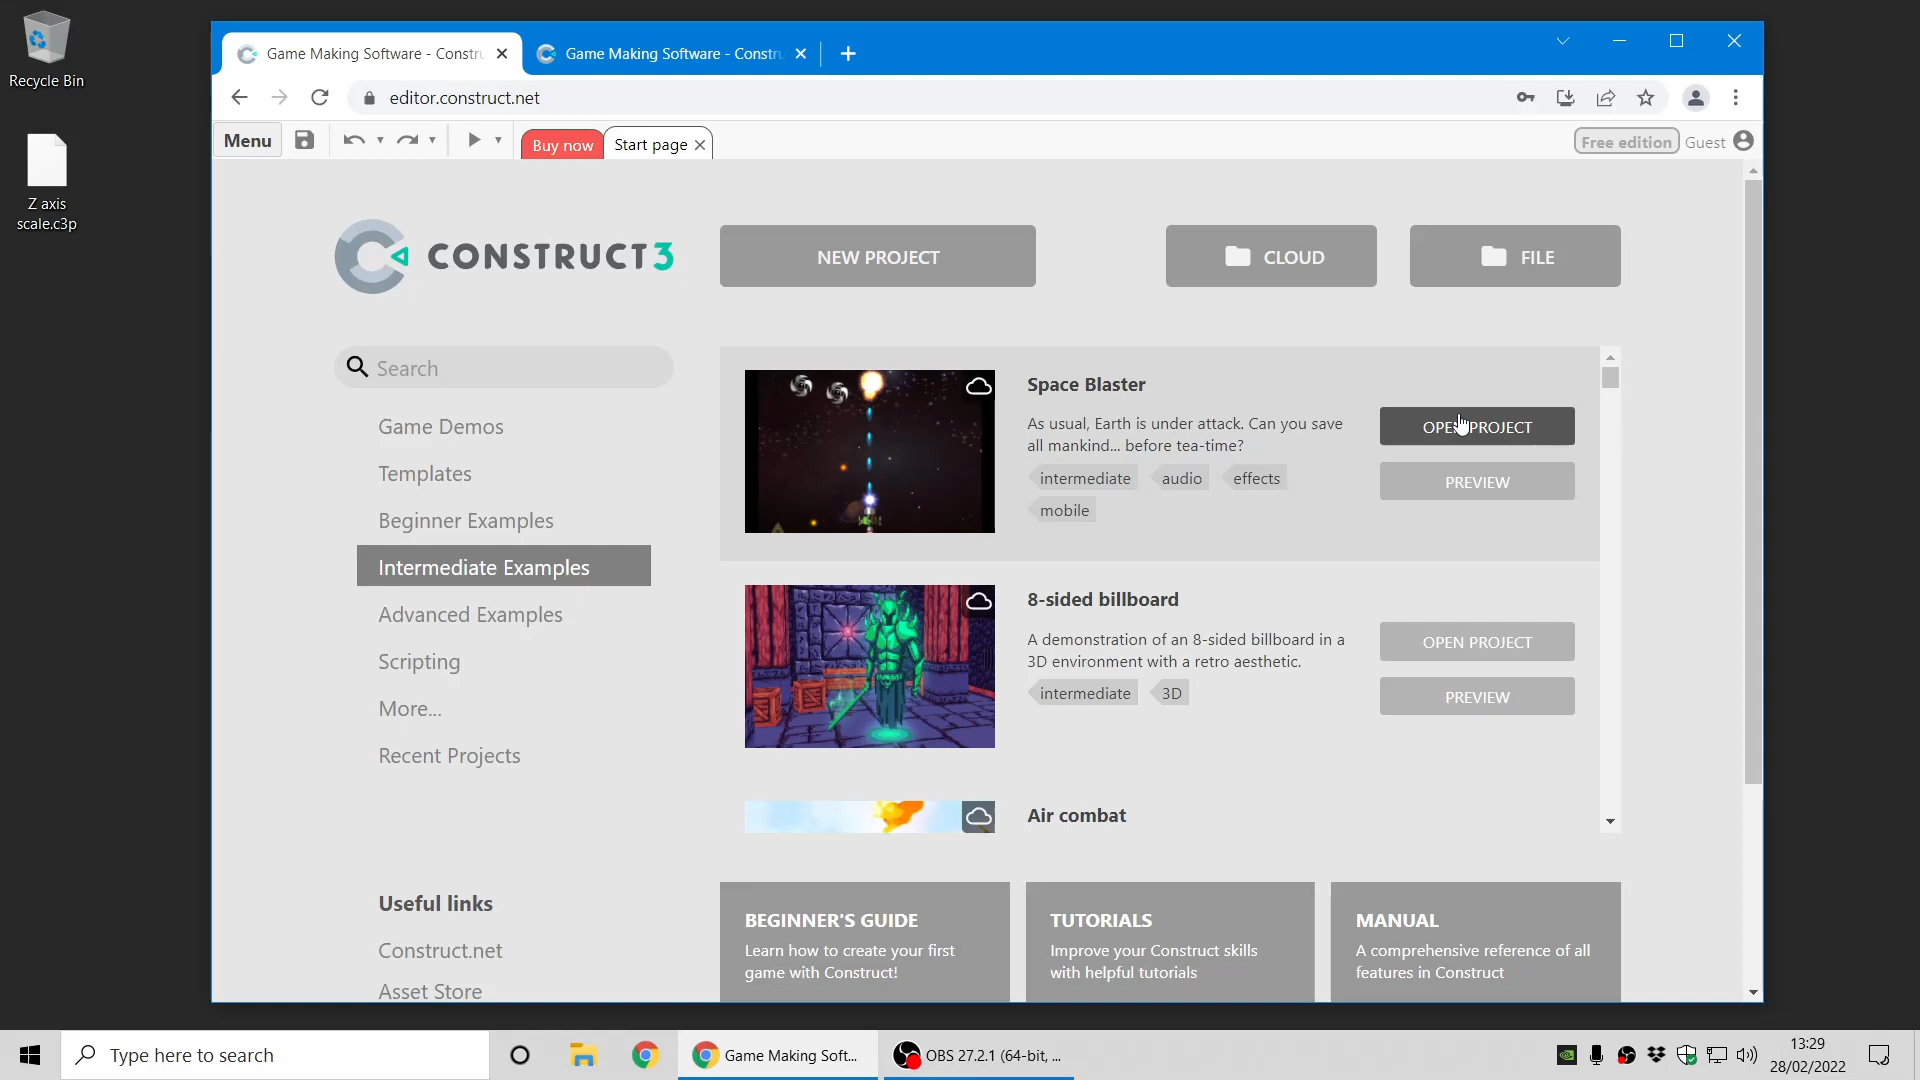 Recycle Bin
Z axis
scale.c3p
Game Making Software - Constru
Game Making Software - Constru
editor.construct.net
Menu
Buy now
Start page
Free edition
Guest
CONSTRUCT 3
NEW PROJECT
CLOUD
FILE
Search
Game Demos
Templates
Beginner Examples
Intermediate Examples
Advanced Examples
Scripting
More...
Recent Projects
Space Blaster
As usual, Earth is under attack. Can you save
all mankind... before tea-time?
intermediate
audio
effects
mobile
OPEN PROJECT
PREVIEW
8-sided billboard
A demonstration of an 8-sided billboard in a
3D environment with a retro aesthetic.
intermediate
3D
OPEN PROJECT
PREVIEW
Air combat
Useful links
Construct.net
Asset Store
BEGINNER'S GUIDE
Learn how to create your first
game with Construct!
TUTORIALS
Improve your Construct skills
with helpful tutorials
MANUAL
A comprehensive reference of all
features in Construct
Type here to search
Game Making Soft...
OBS 27.2.1 (64-bit, ...
13:29
28/02/2022